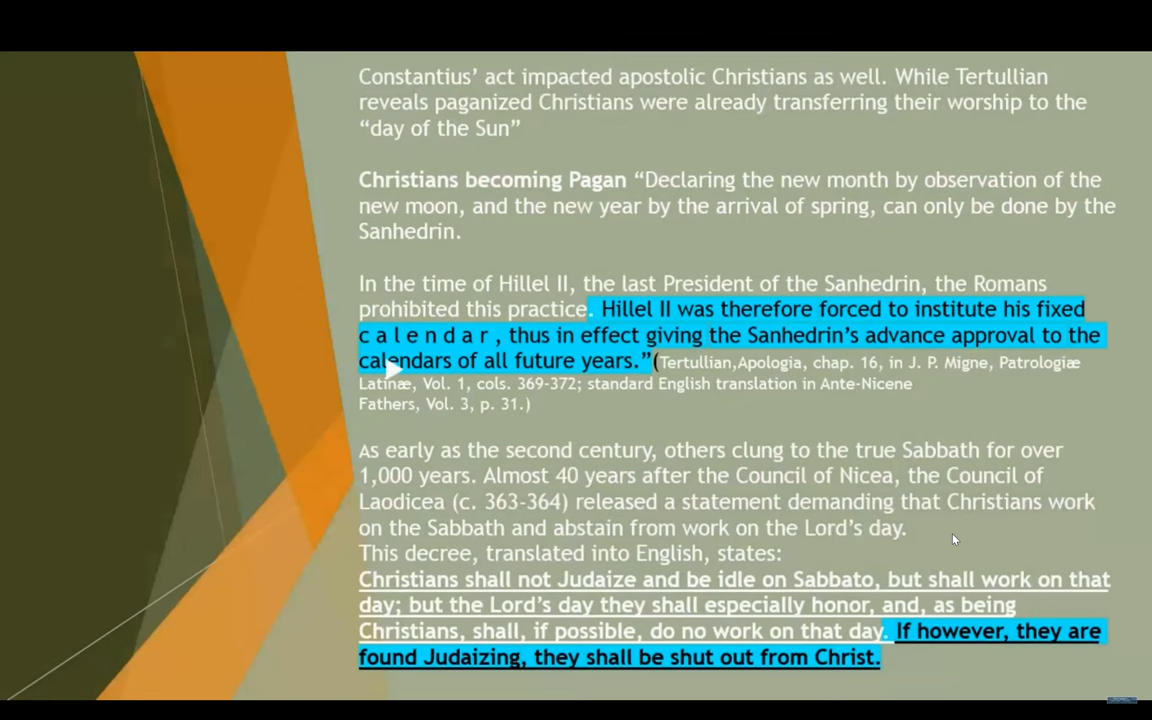 Constantius’ act impacted apostolic Christians as well. While Tertullian
reveals paganized Christians were already transferring their worship to the
“day of the Sun”
Christians becoming Pagan “Declaring the new month by observation of the
new moon, and the new year by the arrival of spring, can only be done by the
Sanhedrin.
In the time of Hillel II, the last President of the Sanhedrin, the Romans
prohibited this practice. Hillel II was therefore forced to institute his fixed
c a l e n d a r , thus in effect giving the Sanhedrin’s advance approval to the
calendars of all future years.”(Tertullian,Apologia, chap. 16, in J. P. Migne, Patrologiæ
Latinæ, Vol. 1, cols. 369-372; standard English translation in Ante-Nicene
Fathers, Vol. 3, p. 31.)
As early as the second century, others clung to the true Sabbath for over
1,000 years. Almost 40 years after the Council of Nicea, the Council of
Laodicea (c. 363-364) released a statement demanding that Christians work
on the Sabbath and abstain from work on the Lord’s day.
This decree, translated into English, states:
Christians shall not Judaize and be idle on Sabbato, but shall work on that
day; but the Lord’s day they shall especially honor, and, as being
Christians, shall, if possible, do no work on that day. If however, they are
found Judaizing, they shall be shut out from Christ.